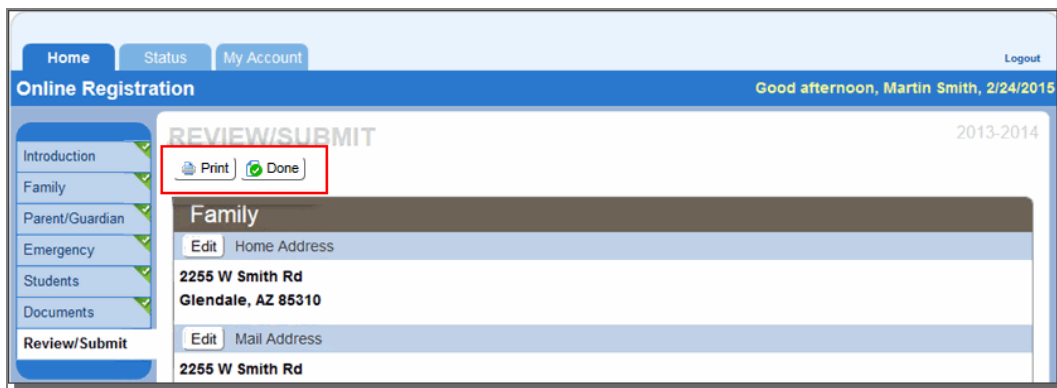 Home Status My Account Logout
Online Registration Good afternoon, Martin Smith, 2/24/2015
REVIEW/SUBMIT 2013-2014
Print Done
Introduction
Family
Parent/Guardian
Emergency
Students
Documents
Review/Submit
Family
Edit Home Address
2255 W Smith Rd
Glendale, AZ 85310
Edit Mail Address
2255 W Smith Rd